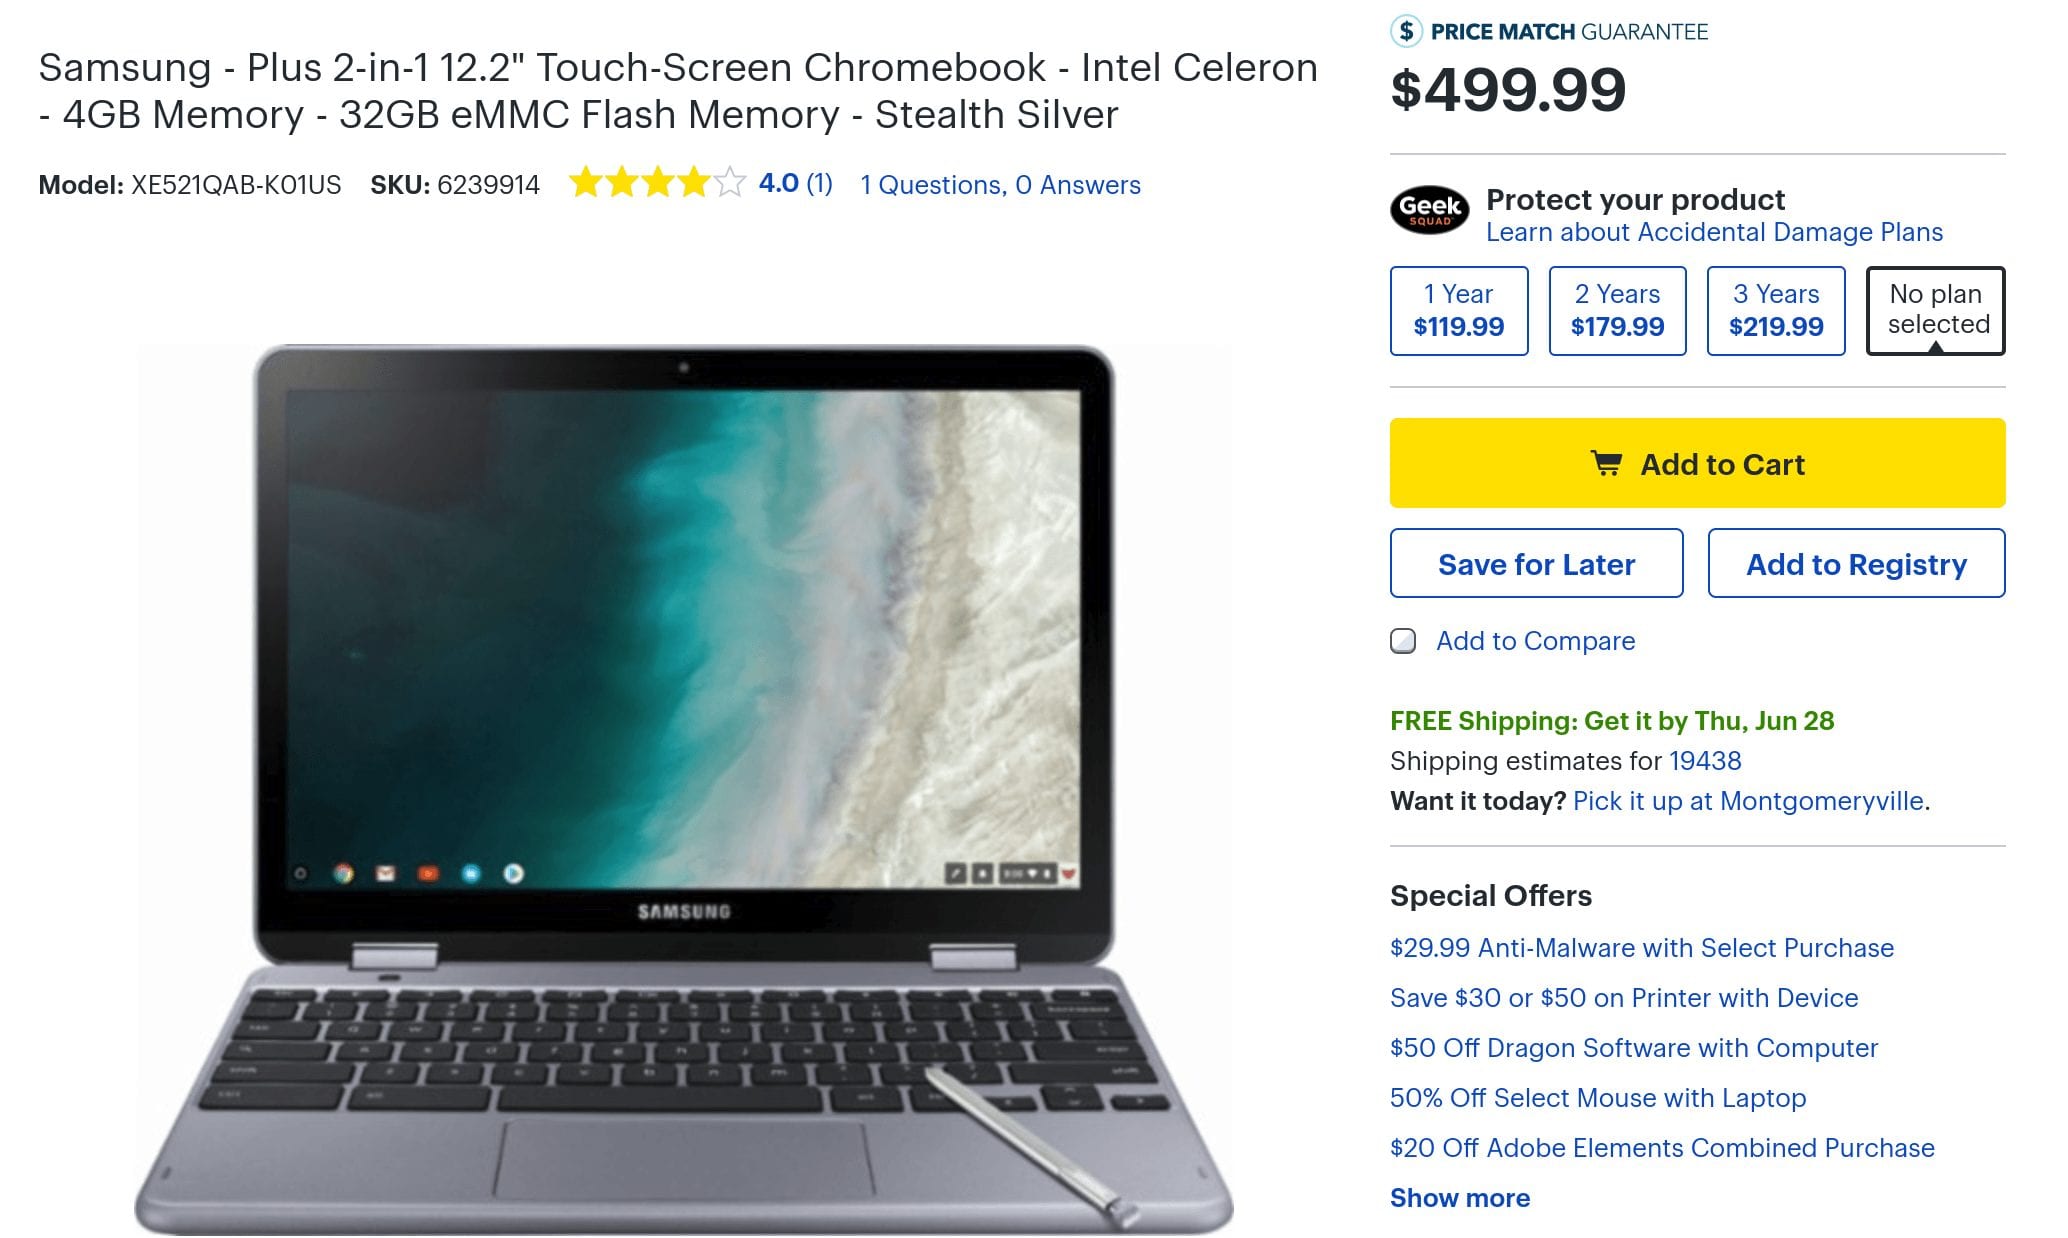 Samsung - Plus 2-in-1 12.2" Touch-Screen Chromebook - Intel Celeron
- 4GB Memory - 32GB eMMC Flash Memory - Stealth Silver
Model: XE521QAB-K01US SKU: 6239914 4.0 (1) 1 Questions, 0 Answers
SAMSUNG
$ PRICE MATCH GUARANTEE
$499.99
Geek
SQUAD
Protect your product
Learn about Accidental Damage Plans
1 Year
$119.99
2 Years
$179.99
3 Years
$219.99
No plan
selected
Add to Cart
Save for Later
Add to Registry
Add to Compare
FREE Shipping: Get it by Thu, Jun 28
Shipping estimates for 19438
Want it today? Pick it up at Montgomeryville.
Special Offers
$29.99 Anti-Malware with Select Purchase
Save $30 or $50 on Printer with Device
$50 Off Dragon Software with Computer
50% Off Select Mouse with Laptop
$20 Off Adobe Elements Combined Purchase
Show more